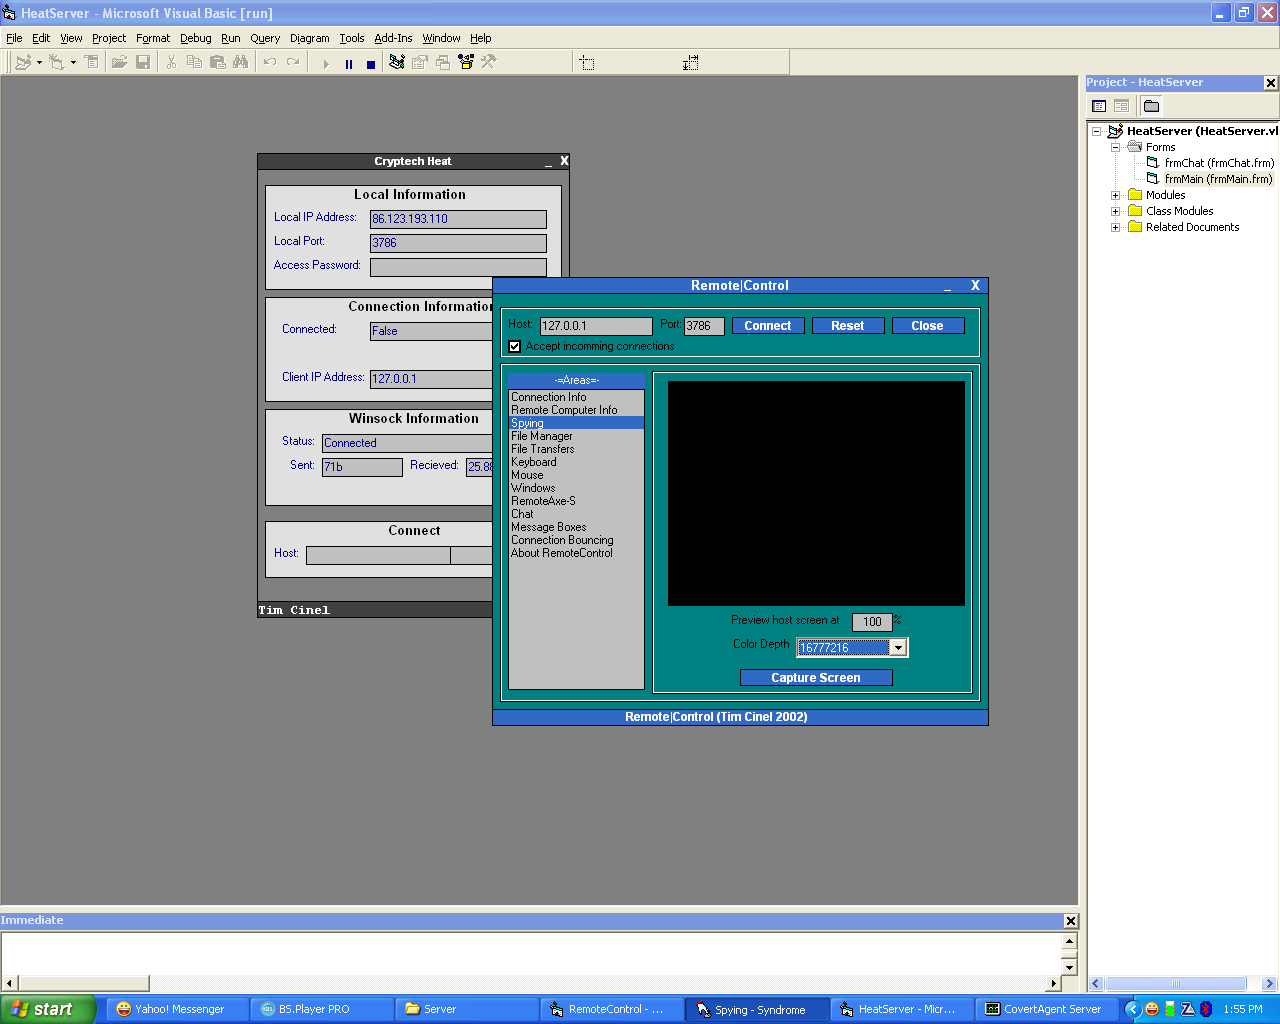 HeatServer - Microsoft Visual Basic [run]
File Edit View Project Format Debug Run Query Diagram Tools Add-Ins Window Help
Project - HeatServer
HeatServer (HeatServer.vl
Forms
frmChat (frmChat.frm)
frmMain (frmMain.frm)
Modules
Class Modules
Related Documents
Cryptech Heat
_ X
Local Information
Local IP Address: 86.123.193.110
Local Port: 3786
Access Password:
Connection Information
Connected: False
Client IP Address: 127.0.0.1
Winsock Information
Status: Connected
Sent: 71b Recieved: 25.88
Connect
Host:
Tim Cinel
Remote|Control
_ X
Host: 127.0.0.1 Port: 3786 Connect Reset Close
Accept incomming connections
-=Areas=-
Connection Info
Remote Computer Info
Spying
File Manager
File Transfers
Keyboard
Mouse
Windows
RemoteAxe-S
Chat
Message Boxes
Connection Bouncing
About RemoteControl
Preview host screen at 100 %
Color Depth 16777216
Capture Screen
Remote|Control (Tim Cinel 2002)
Immediate
start Yahoo! Messenger BS.Player PRO Server RemoteControl - ... Spying - Syndrome HeatServer - Micr... CovertAgent Server 1:55 PM